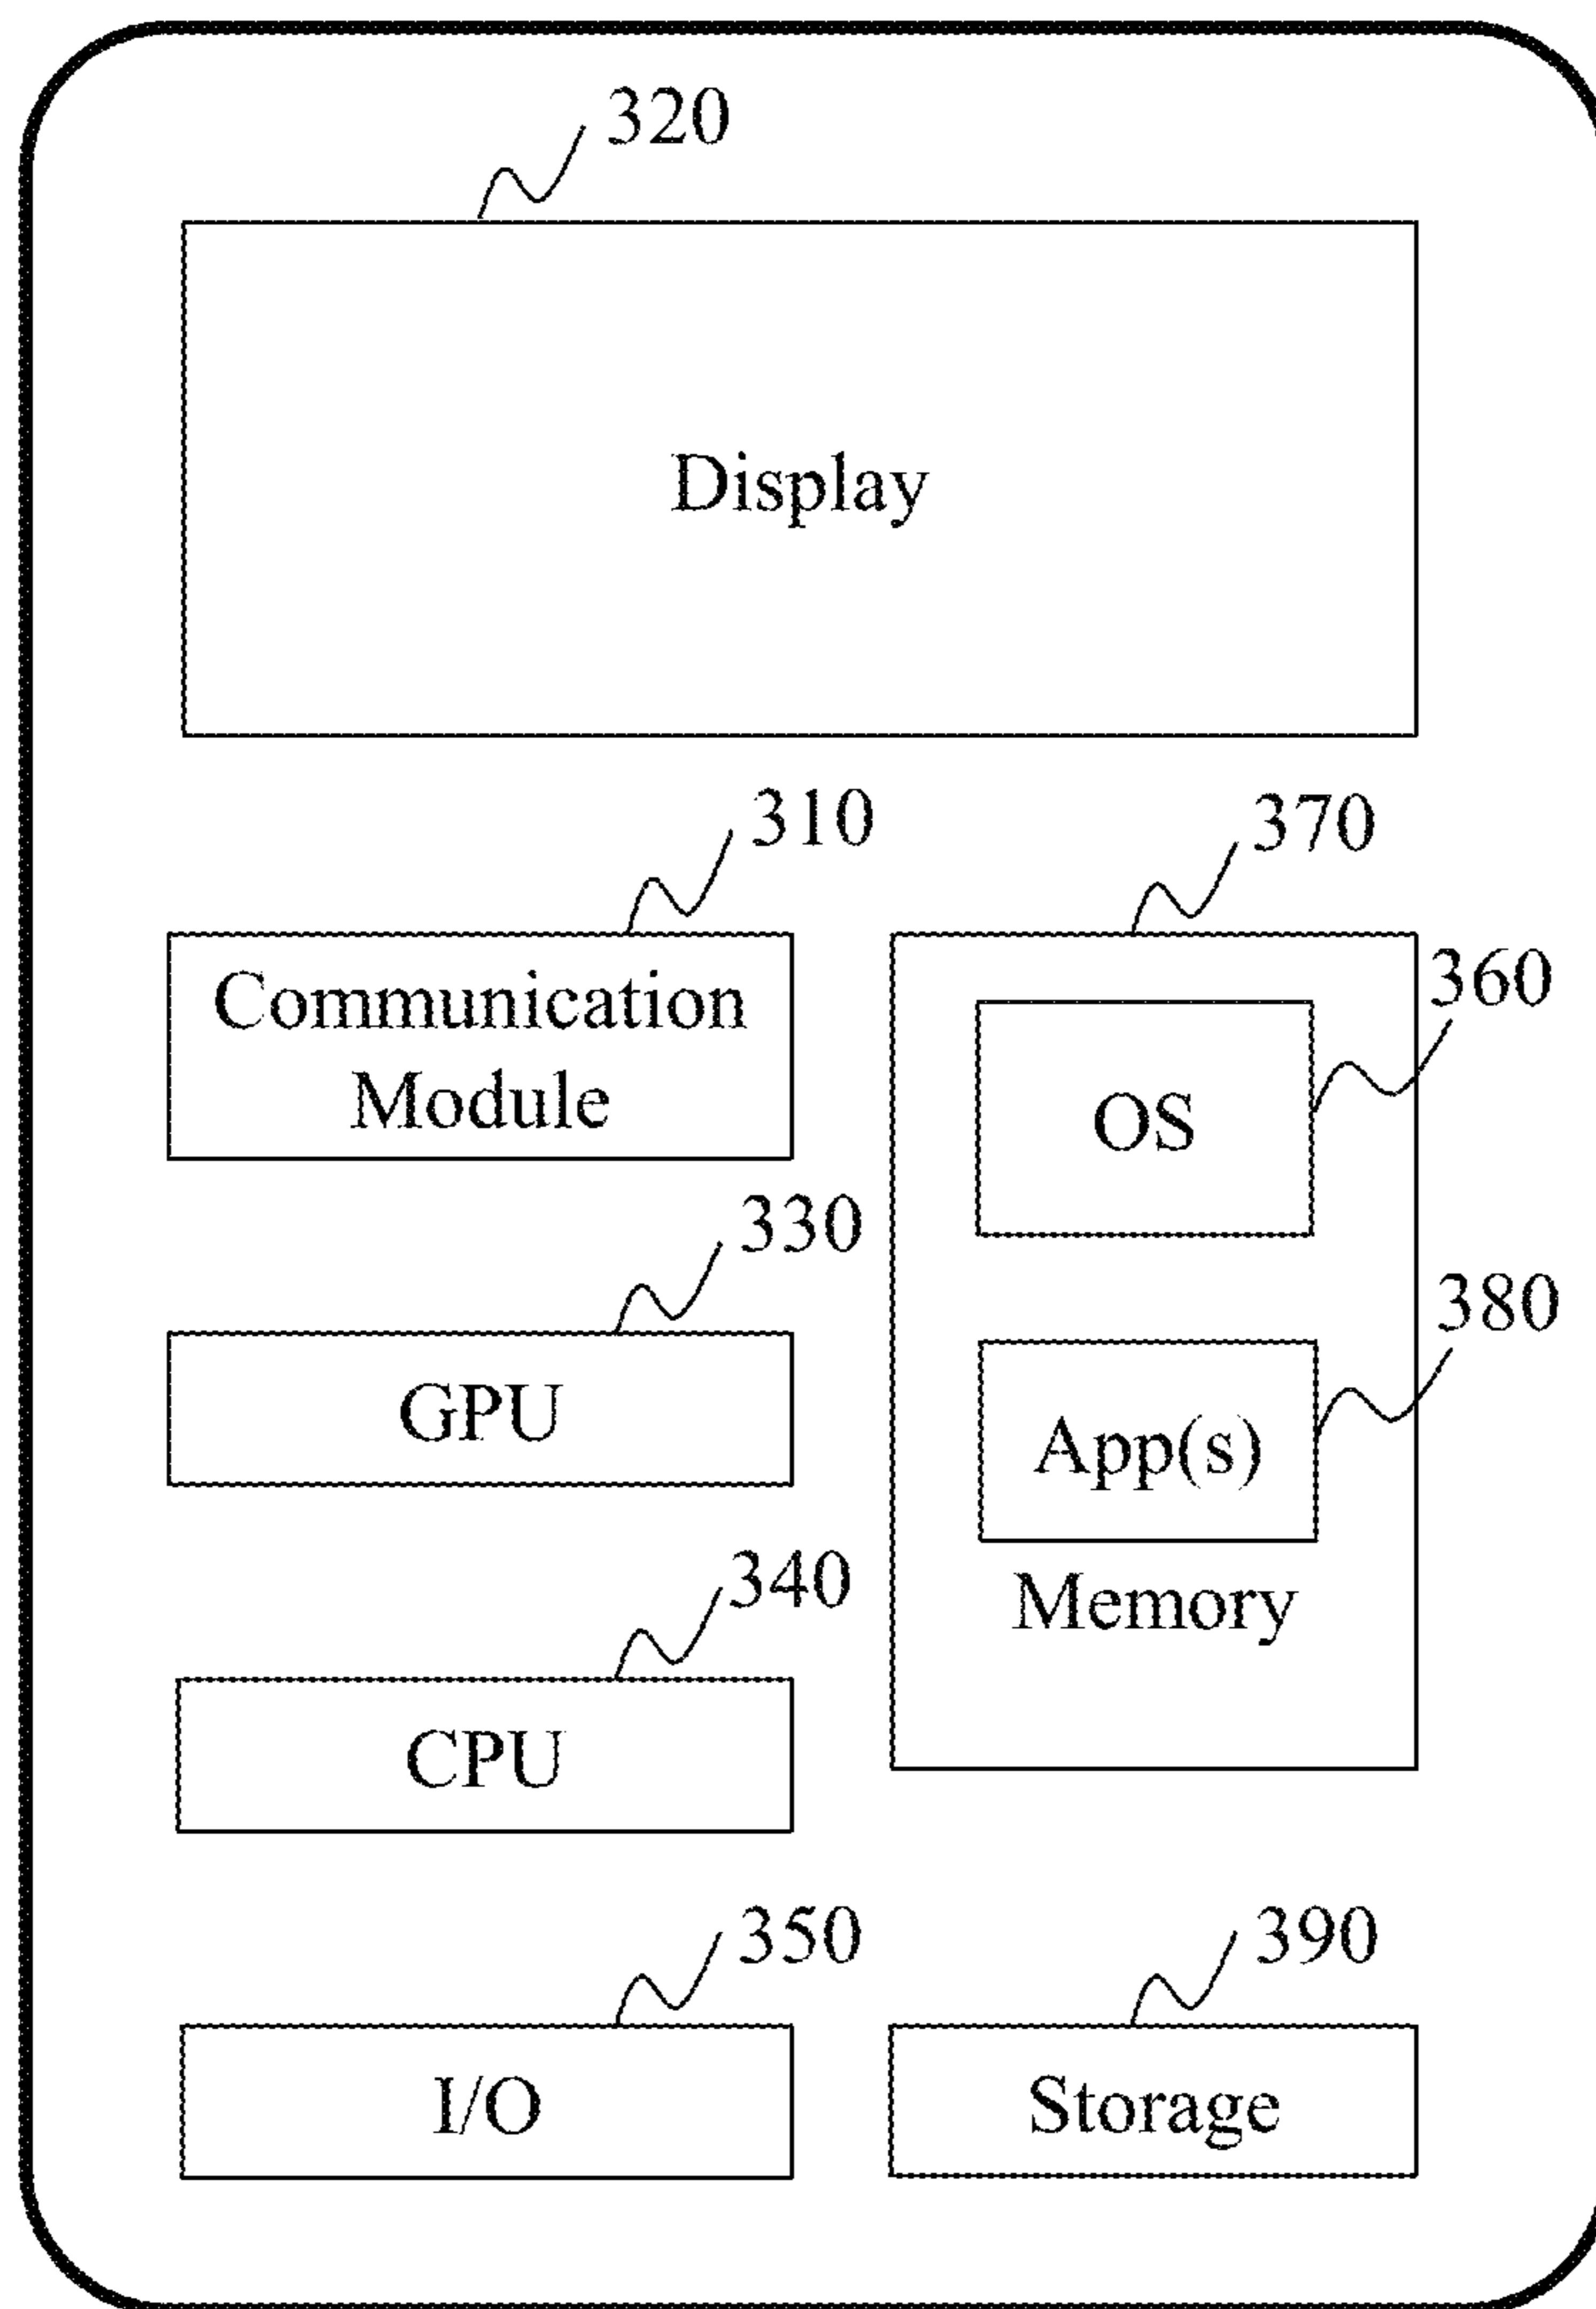 320
Display
310
370
Communication
Module
360
OS
330
GPU
380
App(s)
Memory
340
CPU
350
390
I/O
Storage